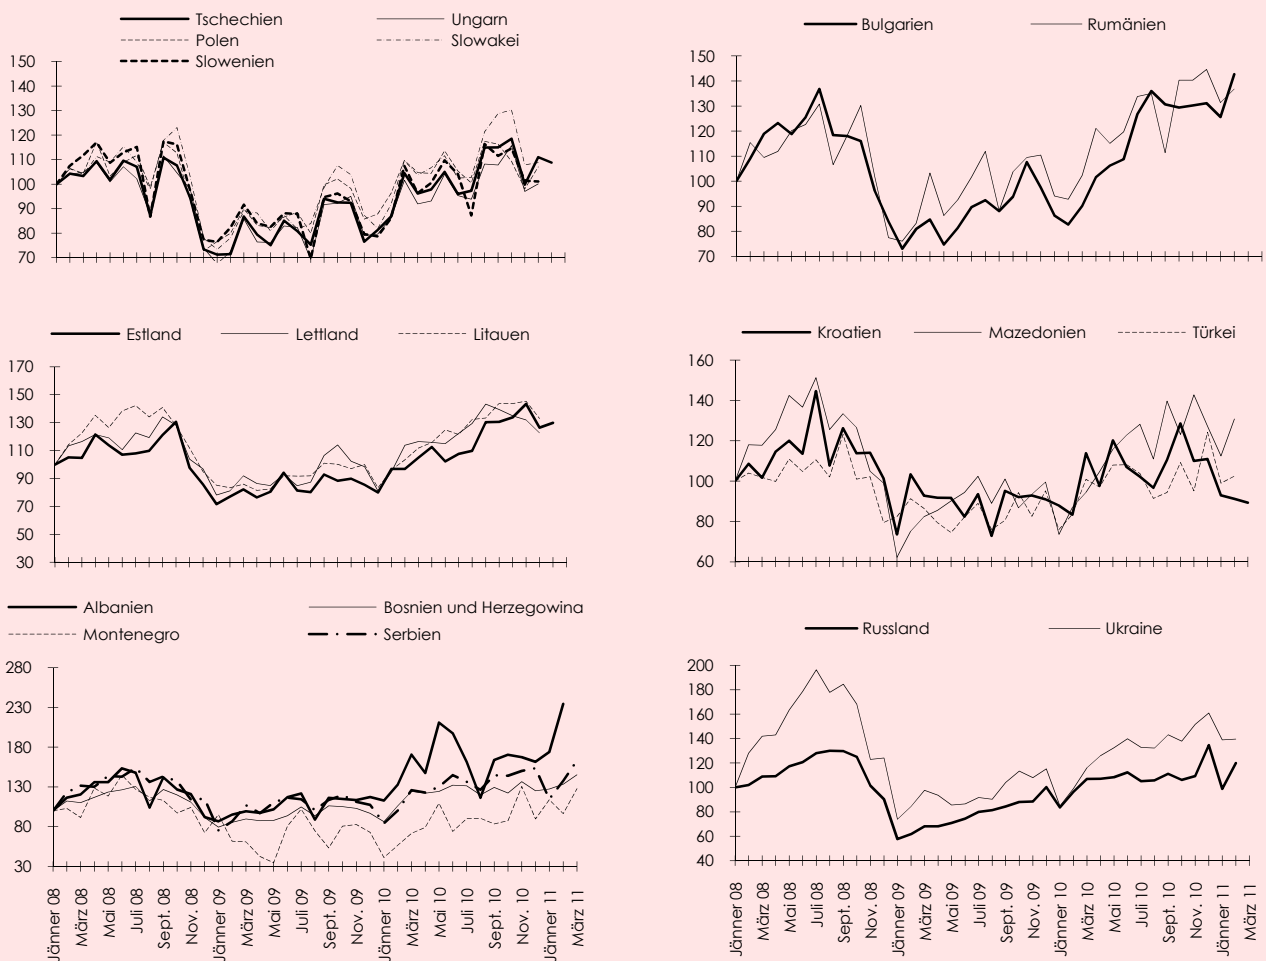 Tschechien Ungarn
Polen Slowakei
Slowenien
150
140
130
120
110
100
90
80
70
Bulgarien Rumänien
150
140
130
120
110
100
90
80
70
Estland Lettland Litauen
170
150
130
110
90
70
50
30
Kroatien Mazedonien Türkei
160
140
120
100
80
60
Albanien Bosnien und Herzegowina
Montenegro Serbien
280
230
180
130
80
30
Jänner 08
März 08
Mai 08
Juli 08
Sept. 08
Nov. 08
Jänner 09
März 09
Mai 09
Juli 09
Sept. 09
Nov. 09
Jänner 10
März 10
Mai 10
Juli 10
Sept. 10
Nov. 10
Jänner 11
März 11
Russland Ukraine
200
180
160
140
120
100
80
60
40
Jänner 08
März 08
Mai 08
Juli 08
Sept. 08
Nov. 08
Jänner 09
März 09
Mai 09
Juli 09
Sept. 09
Nov. 09
Jänner 10
März 10
Mai 10
Juli 10
Sept. 10
Nov. 10
Jänner 11
März 11